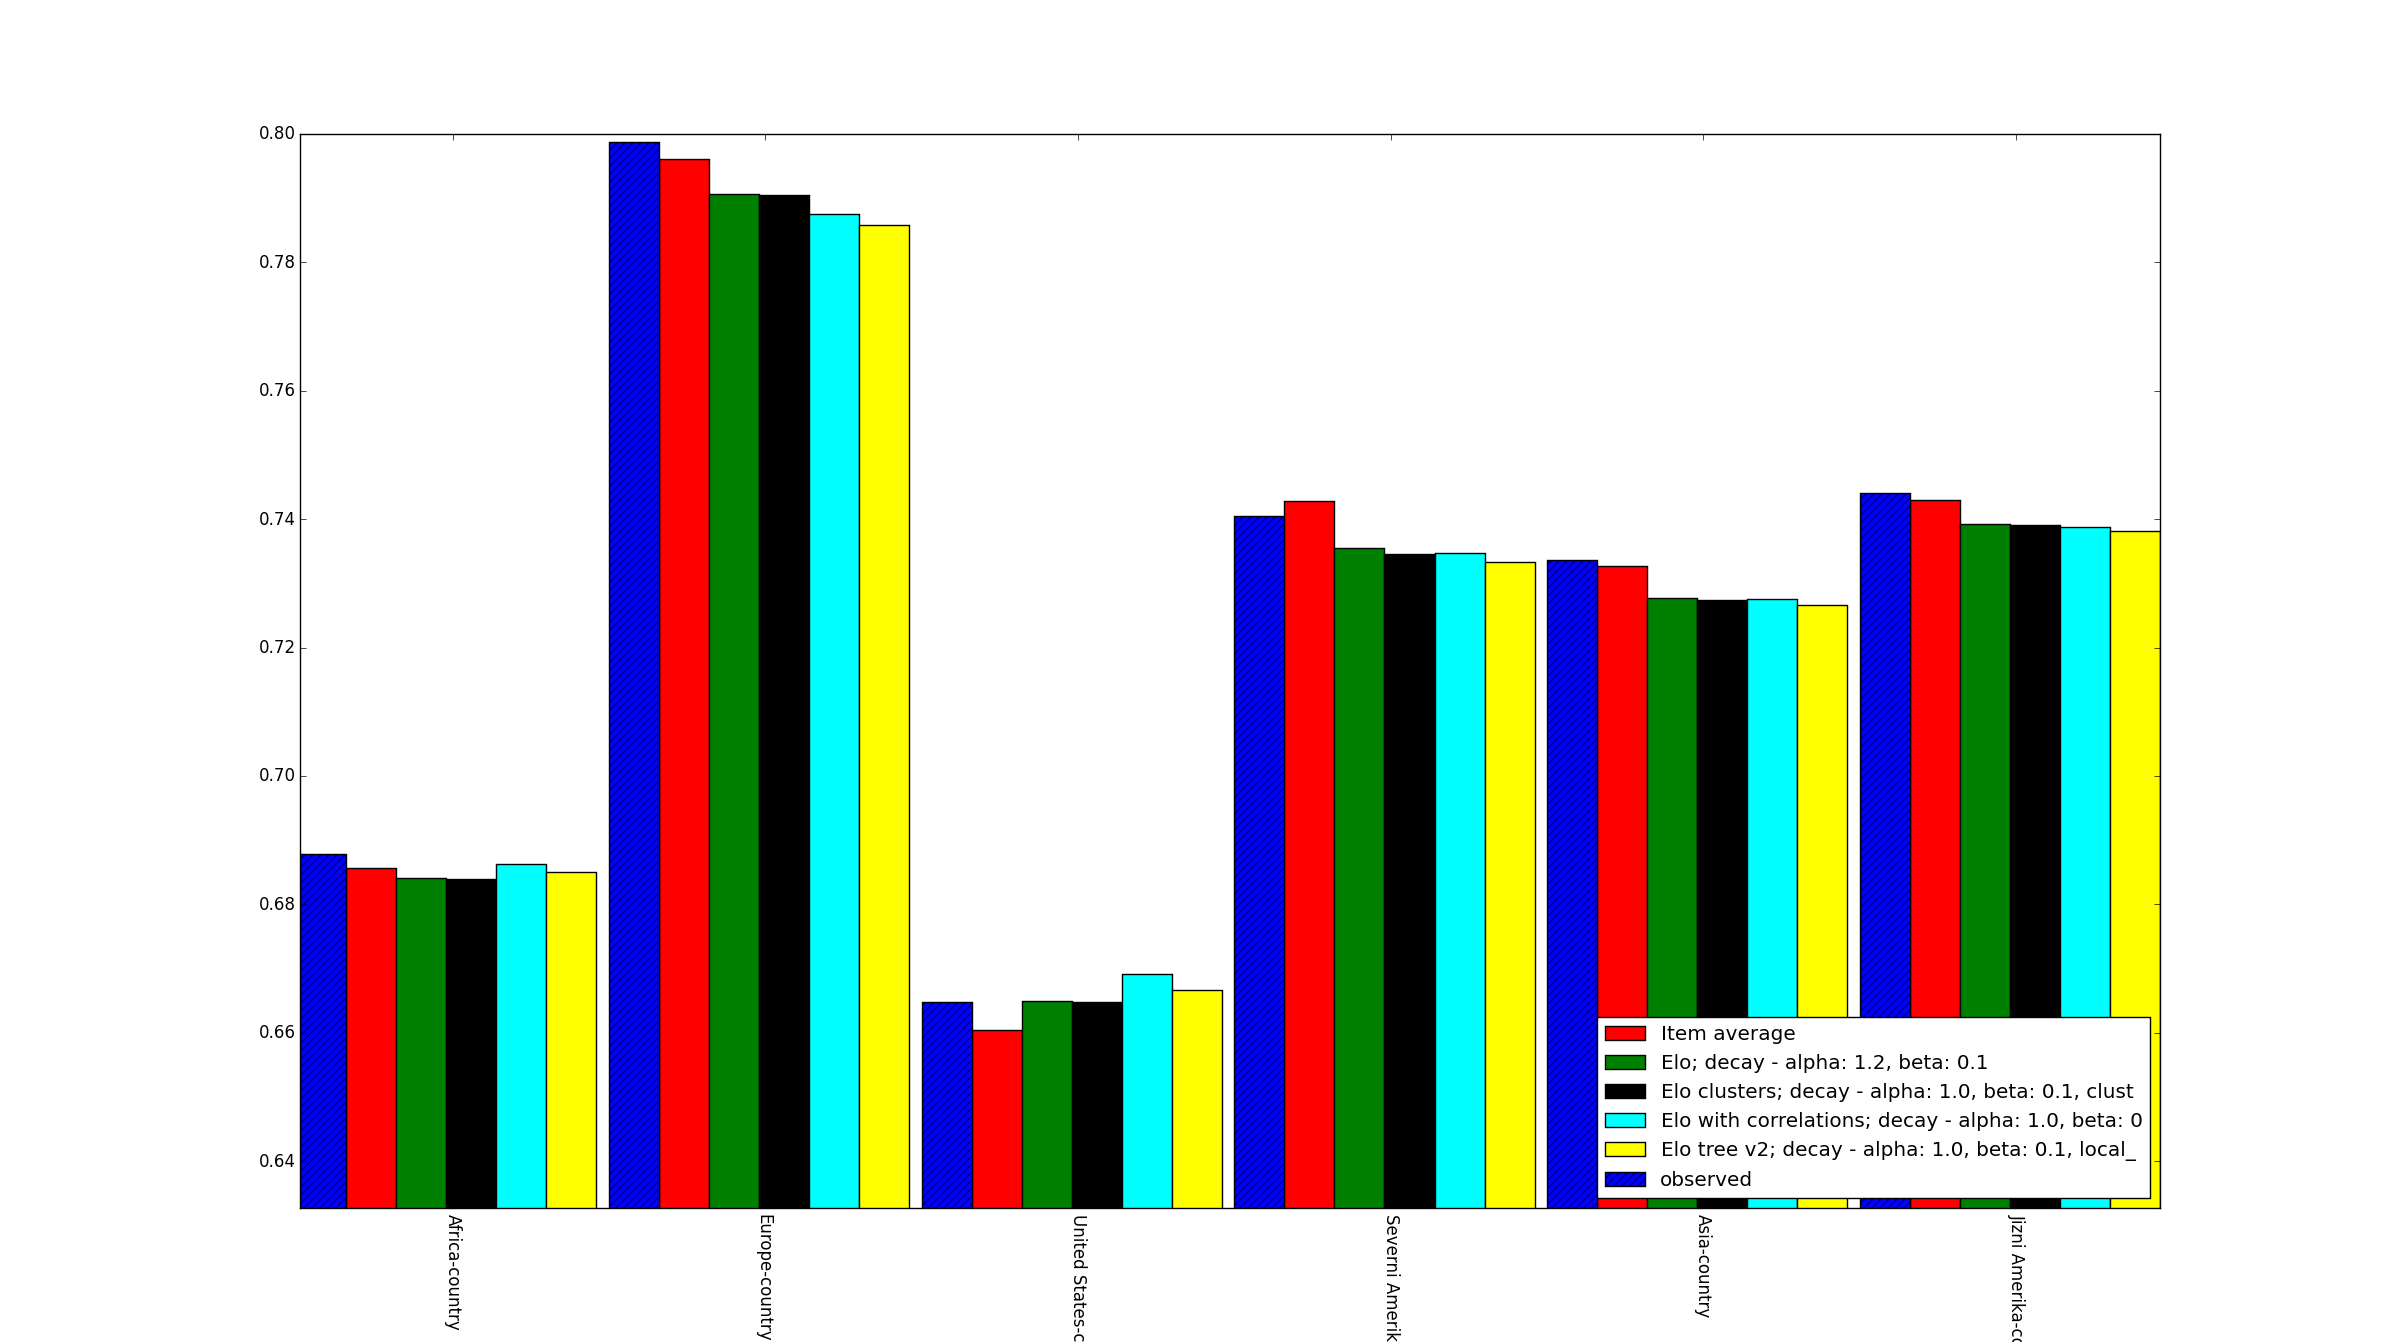 0.80
0.78
0.76
0.74
0.72
0.70
0.68
0.66
0.64
Item average
Elo; decay - alpha: 1.2, beta: 0.1
Elo clusters; decay - alpha: 1.0, beta: 0.1, clust
Elo with correlations; decay - alpha: 1.0, beta: 0
Elo tree v2; decay - alpha: 1.0, beta: 0.1, local_
observed
Africa-country
Europe-country
United States-c
Severni Amerik
Asia-country
Jizni Amerika-co